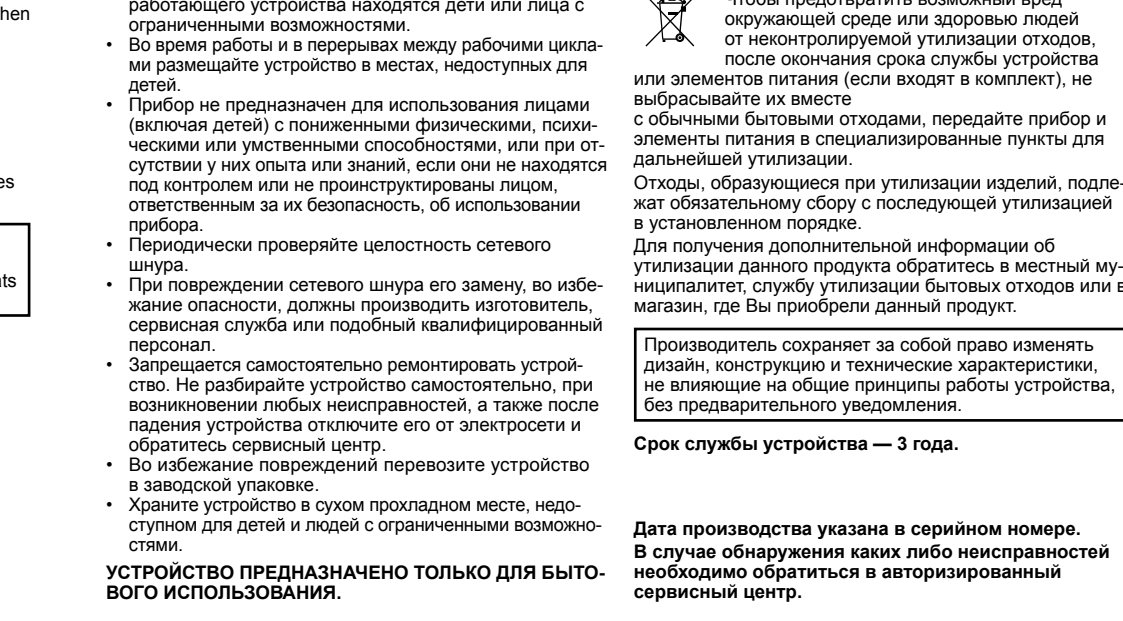 hen
es
ats
работающего устройства находятся дети или лица с
ограниченными возможностями.
• Во время работы и в перерывах между рабочими цикла-
ми размещайте устройство в местах, недоступных для
детей.
• Прибор не предназначен для использования лицами
(включая детей) с пониженными физическими, психи-
ческими или умственными способностями, или при от-
сутствии у них опыта или знаний, если они не находятся
под контролем или не проинструктированы лицом,
ответственным за их безопасность, об использовании
прибора.
• Периодически проверяйте целостность сетевого
шнура.
• При повреждении сетевого шнура его замену, во избе-
жание опасности, должны производить изготовитель,
сервисная служба или подобный квалифицированный
персонал.
• Запрещается самостоятельно ремонтировать устрой-
ство. Не разбирайте устройство самостоятельно, при
возникновении любых неисправностей, а также после
падения устройства отключите его от электросети и
обратитесь сервисный центр.
• Во избежание повреждений перевозите устройство
в заводской упаковке.
• Храните устройство в сухом прохладном месте, недо-
ступном для детей и людей с ограниченными возможно-
стями.
УСТРОЙСТВО ПРЕДНАЗНАЧЕНО ТОЛЬКО ДЛЯ БЫТО-
ВОГО ИСПОЛЬЗОВАНИЯ.
Чтобы предотвратить возможный вред
окружающей среде или здоровью людей
от неконтролируемой утилизации отходов,
после окончания срока службы устройства
или элементов питания (если входят в комплект), не
выбрасывайте их вместе
с обычными бытовыми отходами, передайте прибор и
элементы питания в специализированные пункты для
дальнейшей утилизации.
Отходы, образующиеся при утилизации изделий, подле-
жат обязательному сбору с последующей утилизацией
в установленном порядке.
Для получения дополнительной информации об
утилизации данного продукта обратитесь в местный му-
ниципалитет, службу утилизации бытовых отходов или в
магазин, где Вы приобрели данный продукт.
Производитель сохраняет за собой право изменять
дизайн, конструкцию и технические характеристики,
не влияющие на общие принципы работы устройства,
без предварительного уведомления.
Срок службы устройства — 3 года.
Дата производства указана в серийном номере.
В случае обнаружения каких либо неисправностей
необходимо обратиться в авторизированный
сервисный центр.